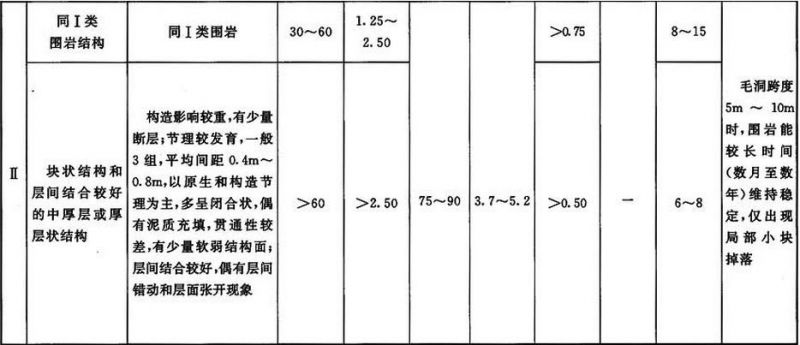 同Ⅰ类
围岩结构
同Ⅰ类围岩
30～60
1.25～
2.50
>0.75
8～15
Ⅱ
块状结构和
层间结合较好
的中厚层或厚
层状结构
构造影响较重,有少量
断层;节理较发育,一般
3 组,平均间距 0.4m～
0.8m,以原生和构造节
理为主,多呈闭合状,偶
有泥质充填,贯通性较
差,有少量软弱结构面;
层间结合较好,偶有层间
错动和层面张开现象
>60
>2.50
75～90
3.7～5.2
>0.50
—
6～8
毛洞跨度
5m ～ 10m
时,围岩能
较长时间
(数月至数
年)维持稳
定,仅出现
局部小块
掉落